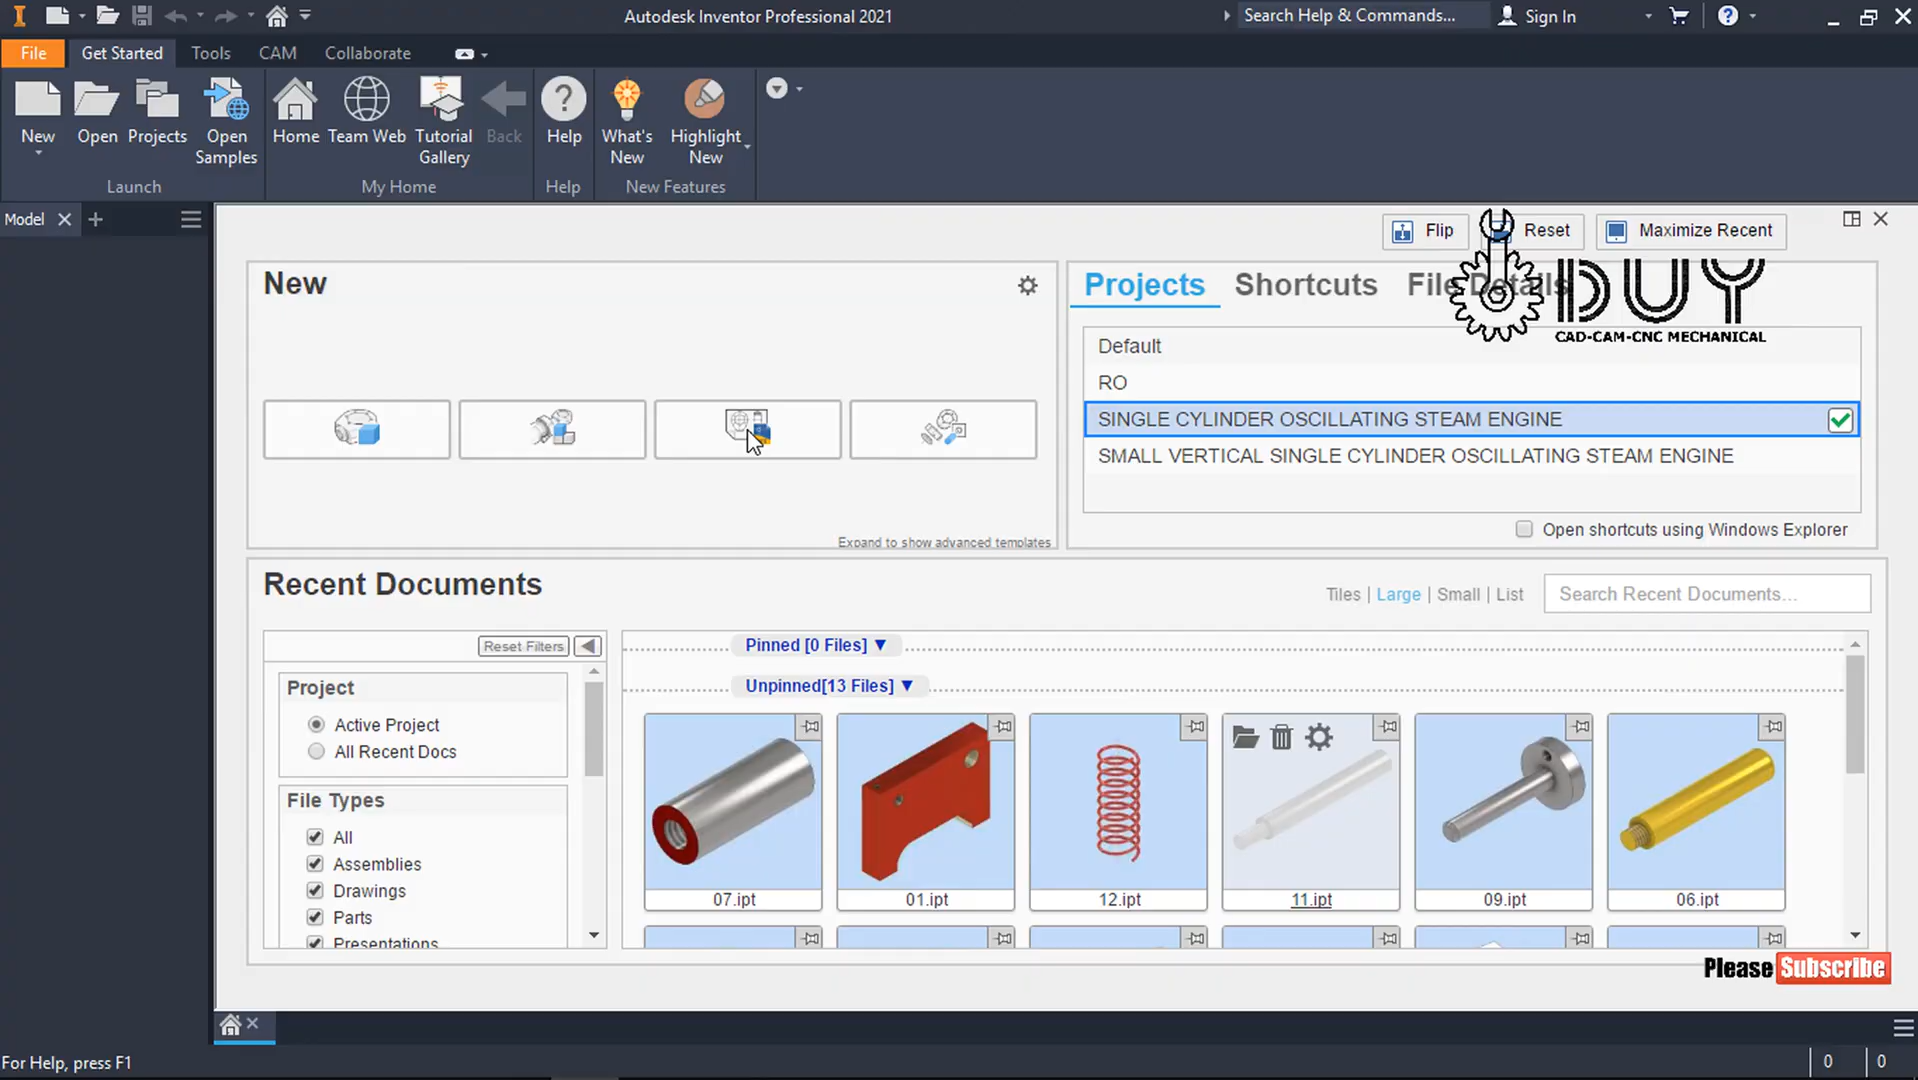 Autodesk Inventor Professional 2021
Search Help & Commands...
Sign In
File
Get Started
Tools
CAM
Collaborate
New
Open
Projects
Open
Samples
Home
Team Web
Tutorial
Gallery
Back
Help
What's
New
Highlight
New
Launch
My Home
Help
New Features
Model
Flip
Reset
Maximize Recent
New
Projects
Shortcuts
File Details
DUY
CAD-CAM-CNC MECHANICAL
Default
RO
SINGLE CYLINDER OSCILLATING STEAM ENGINE
SMALL VERTICAL SINGLE CYLINDER OSCILLATING STEAM ENGINE
Open shortcuts using Windows Explorer
Expand to show advanced templates
Recent Documents
Tiles | Large | Small | List
Search Recent Documents...
Reset Filters
Pinned [0 Files] ▼
Unpinned[13 Files] ▼
Project
Active Project
All Recent Docs
File Types
All
Assemblies
Drawings
Parts
Presentations
07.ipt
01.ipt
12.ipt
11.ipt
09.ipt
06.ipt
Please Subscribe
For Help, press F1
0
0